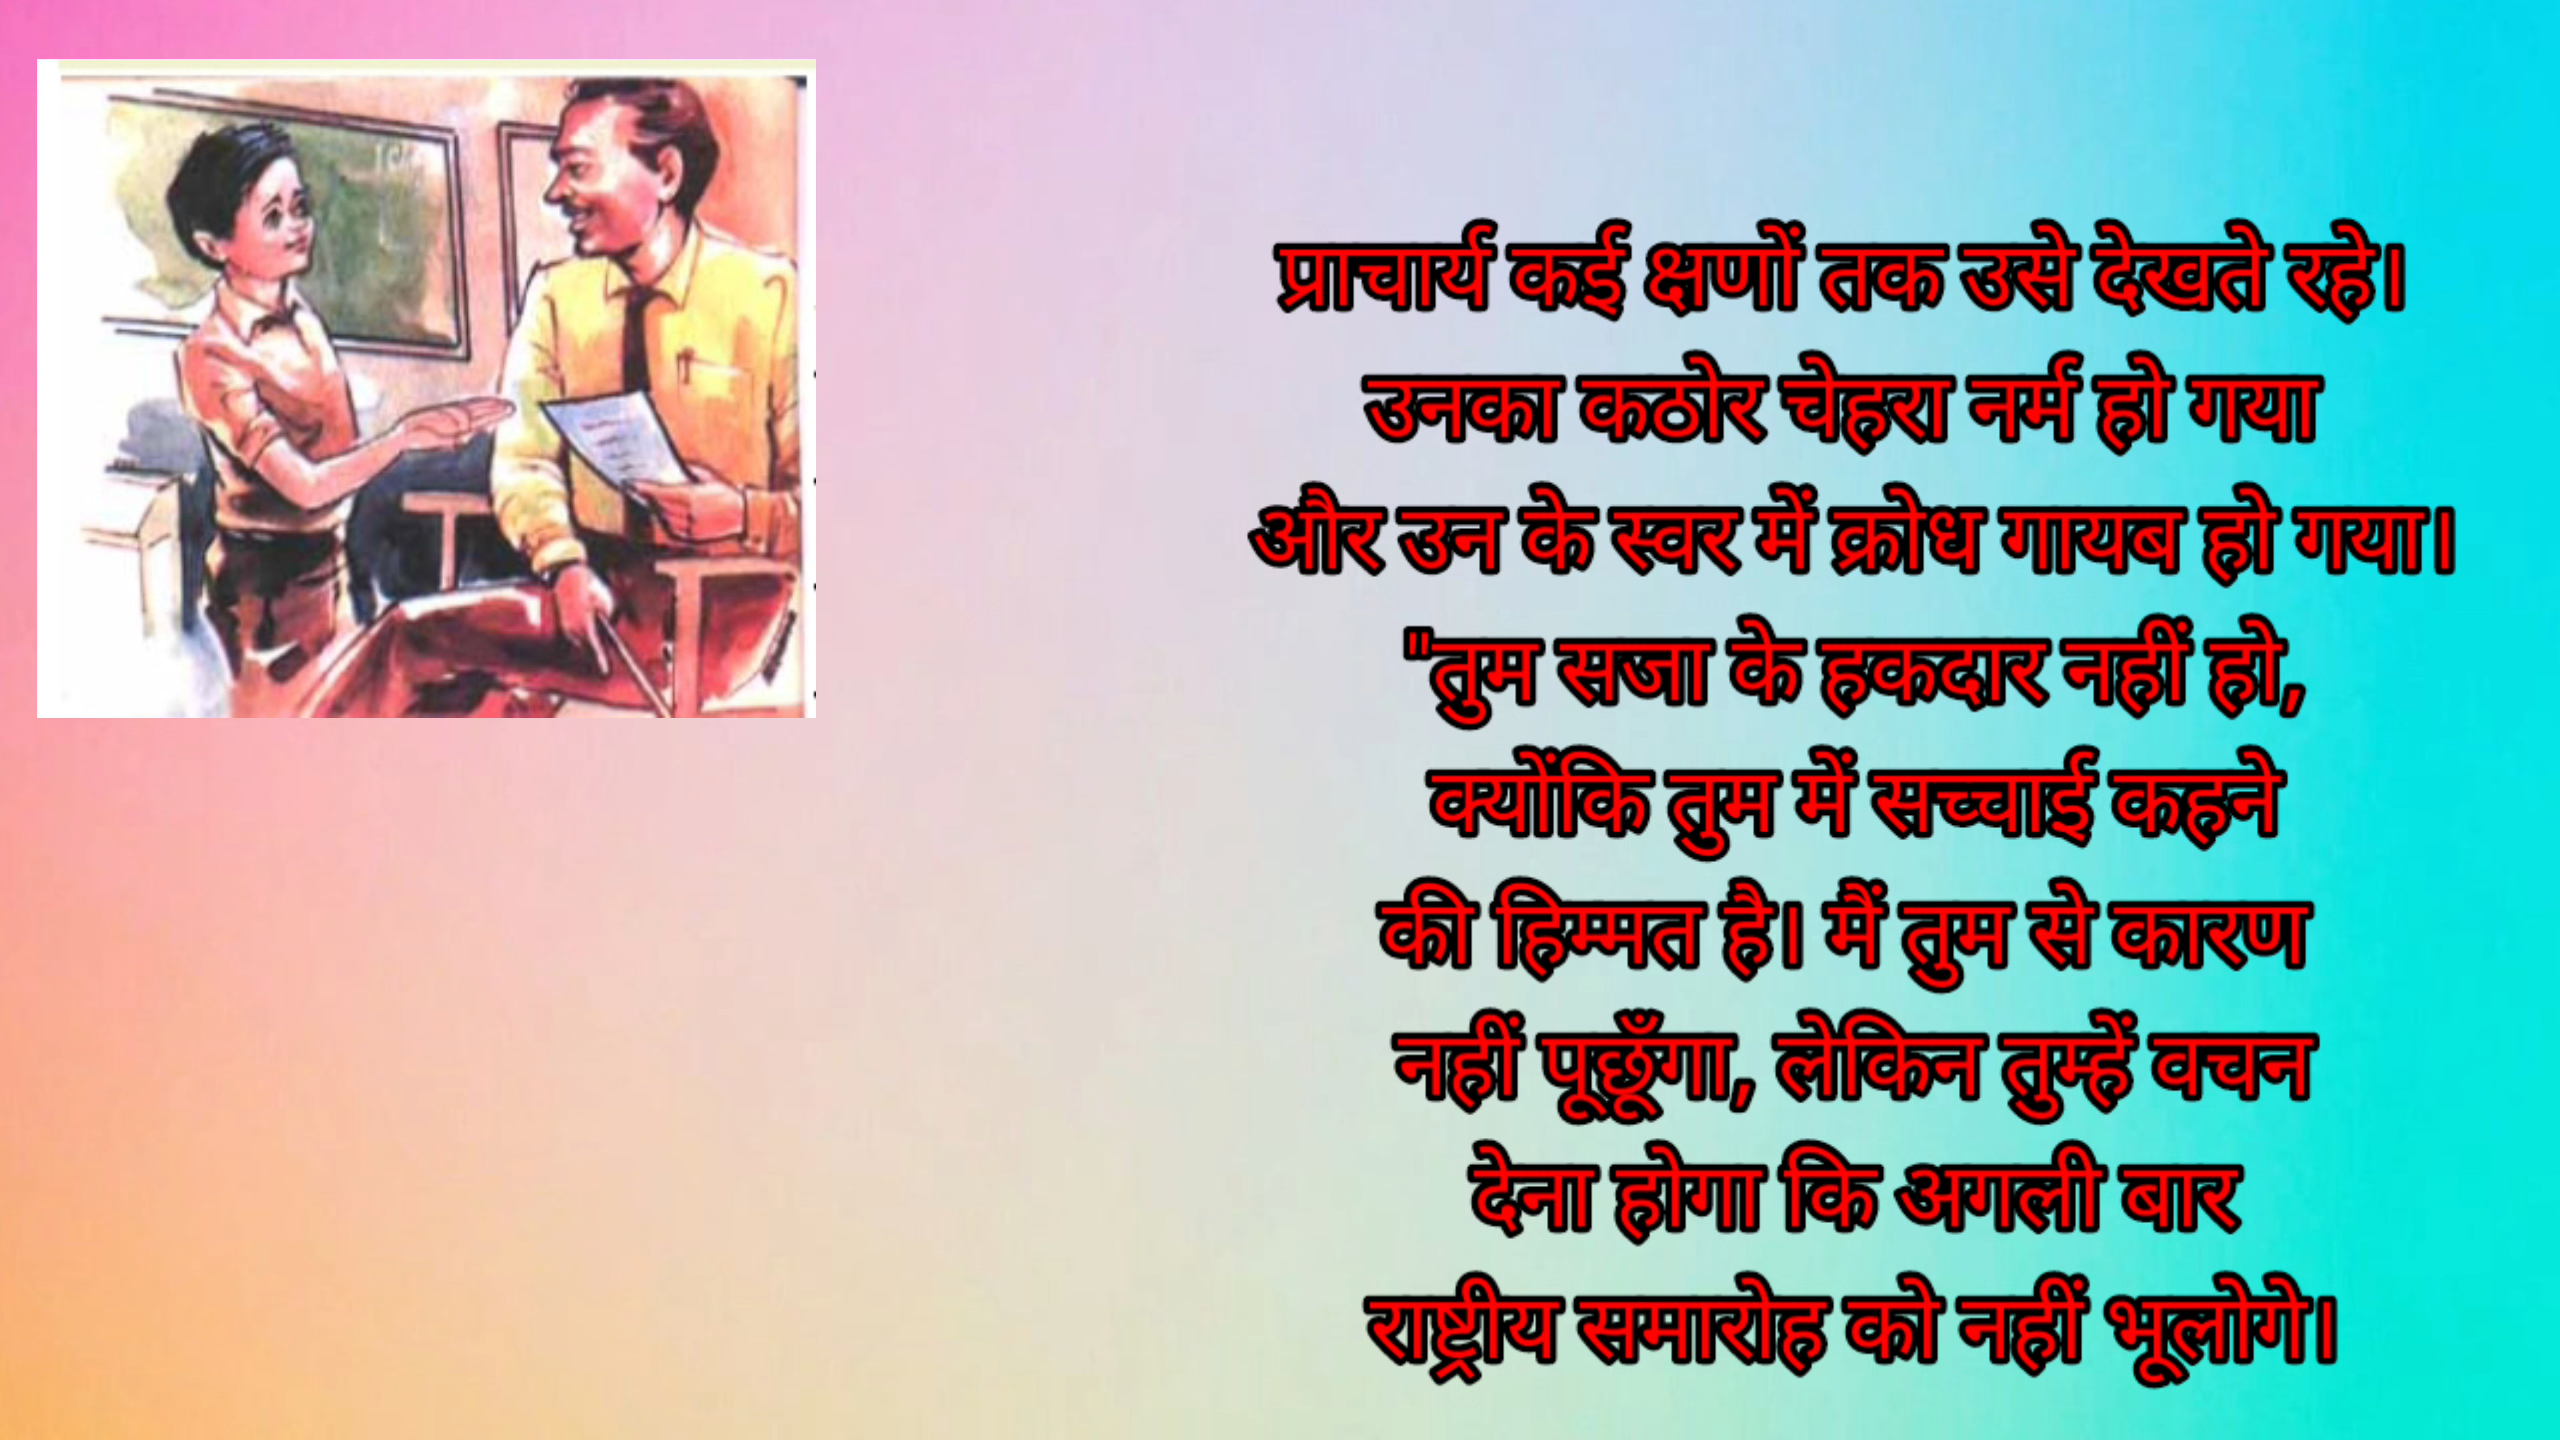 प्राचार्य कई क्षणों तक उसे देखते रहे।
उनका कठोर चेहरा नर्म हो गया
और उन के स्वर में क्रोध गायब हो गया।
"तुम सजा के हकदार नहीं हो,
क्योंकि तुम में सच्चाई कहने
की हिम्मत है। मैं तुम से कारण
नहीं पूछूँगा, लेकिन तुम्हें वचन
देना होगा कि अगली बार
राष्ट्रीय समारोह को नहीं भूलोगे।